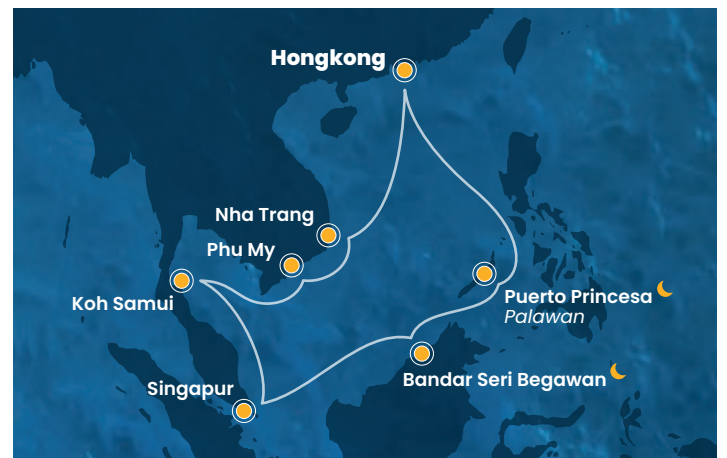 Hongkong
Nha Trang
Phu My
Koh Samui
Puerto Princesa
Palawan
Singapur
Bandar Seri Begawan